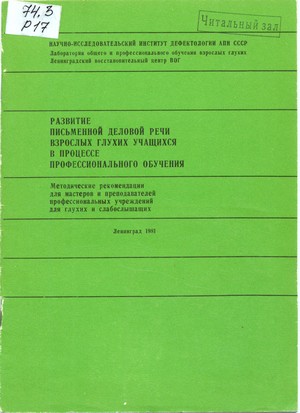 74.3
Р17
Читальный зал
НАУЧНО-ИССЛЕДОВАТЕЛЬСКИЙ ИНСТИТУТ ДЕФЕКТОЛОГИИ АПН СССР
Лаборатория общего и профессионального обучения взрослых глухих
Ленинградский восстановительный центр ВОГ
РАЗВИТИЕ
ПИСЬМЕННОЙ ДЕЛОВОЙ РЕЧИ
ВЗРОСЛЫХ ГЛУХИХ УЧАЩИХСЯ
В ПРОЦЕССЕ
ПРОФЕССИОНАЛЬНОГО ОБУЧЕНИЯ
Методические рекомендации
для мастеров и преподавателей
профессиональных учреждений
для глухих и слабослышащих
Ленинград